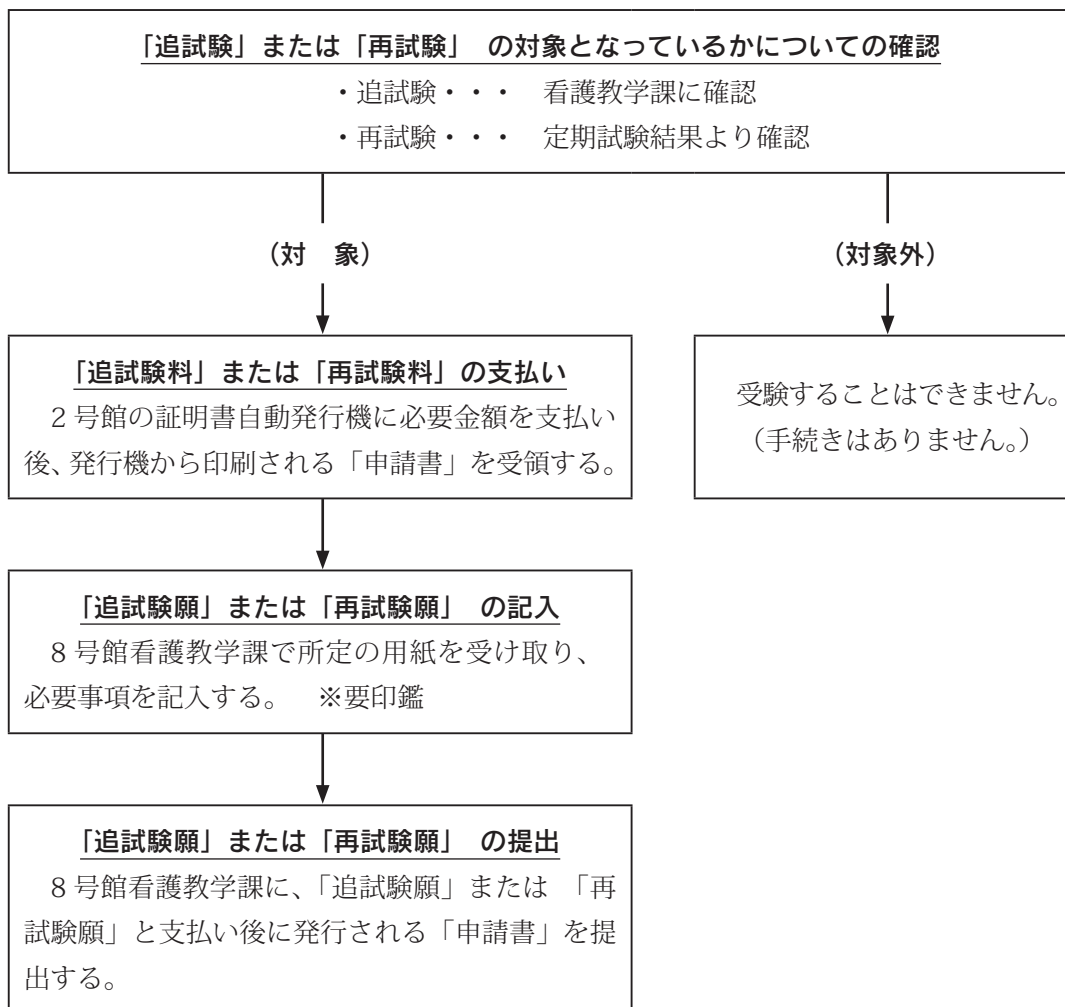 「追試験」または「再試験」 の対象となっているかについての確認
・追試験・・・　看護教学課に確認
・再試験・・・　定期試験結果より確認
（対　象）
（対象外）
「追試験料」または「再試験料」の支払い
2号館の証明書自動発行機に必要金額を支払い
後、発行機から印刷される「申請書」を受領する。
受験することはできません。
（手続きはありません。）
「追試験願」または「再試験願」 の記入
8号館看護教学課で所定の用紙を受け取り、
必要事項を記入する。　※要印鑑
「追試験願」または「再試験願」 の提出
8号館看護教学課に、「追試験願」または 「再
試験願」と支払い後に発行される「申請書」を提
出する。